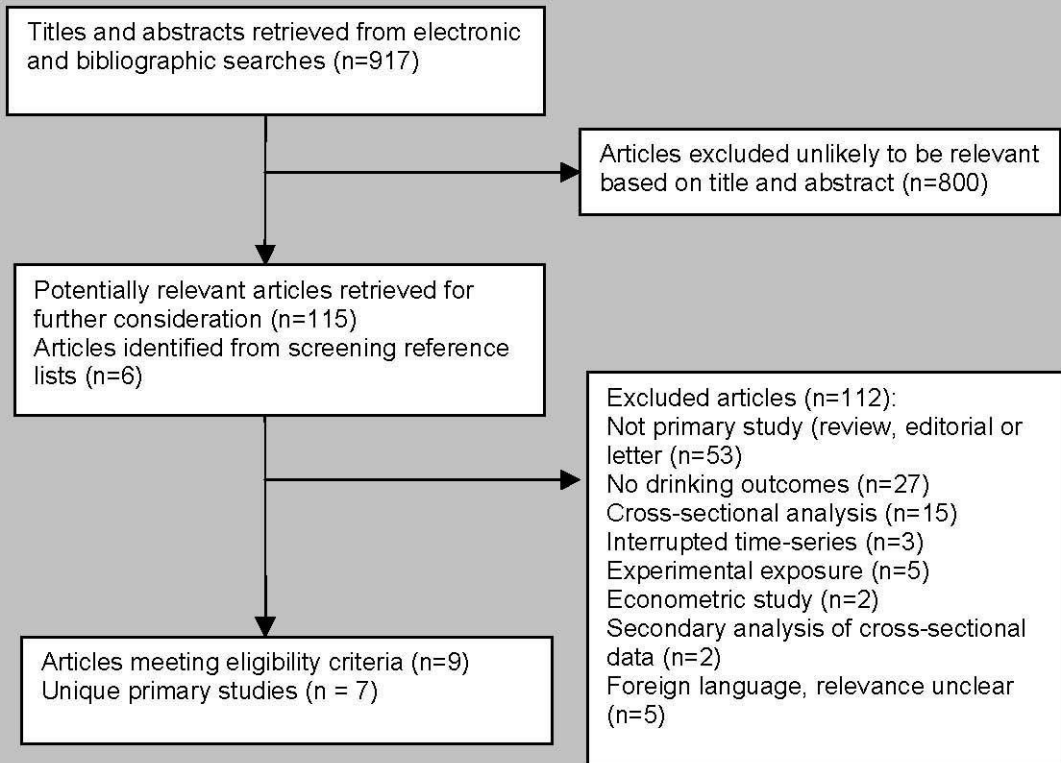 Titles and abstracts retrieved from electronic
and bibliographic searches (n=917)
Articles excluded unlikely to be relevant
based on title and abstract (n=800)
Potentially relevant articles retrieved for
further consideration (n=115)
Articles identified from screening reference
lists (n=6)
Excluded articles (n=112):
Not primary study (review, editorial or
letter (n=53)
No drinking outcomes (n=27)
Cross-sectional analysis (n=15)
Interrupted time-series (n=3)
Experimental exposure (n=5)
Econometric study (n=2)
Secondary analysis of cross-sectional
data (n=2)
Foreign language, relevance unclear
(n=5)
Articles meeting eligibility criteria (n=9)
Unique primary studies (n = 7)